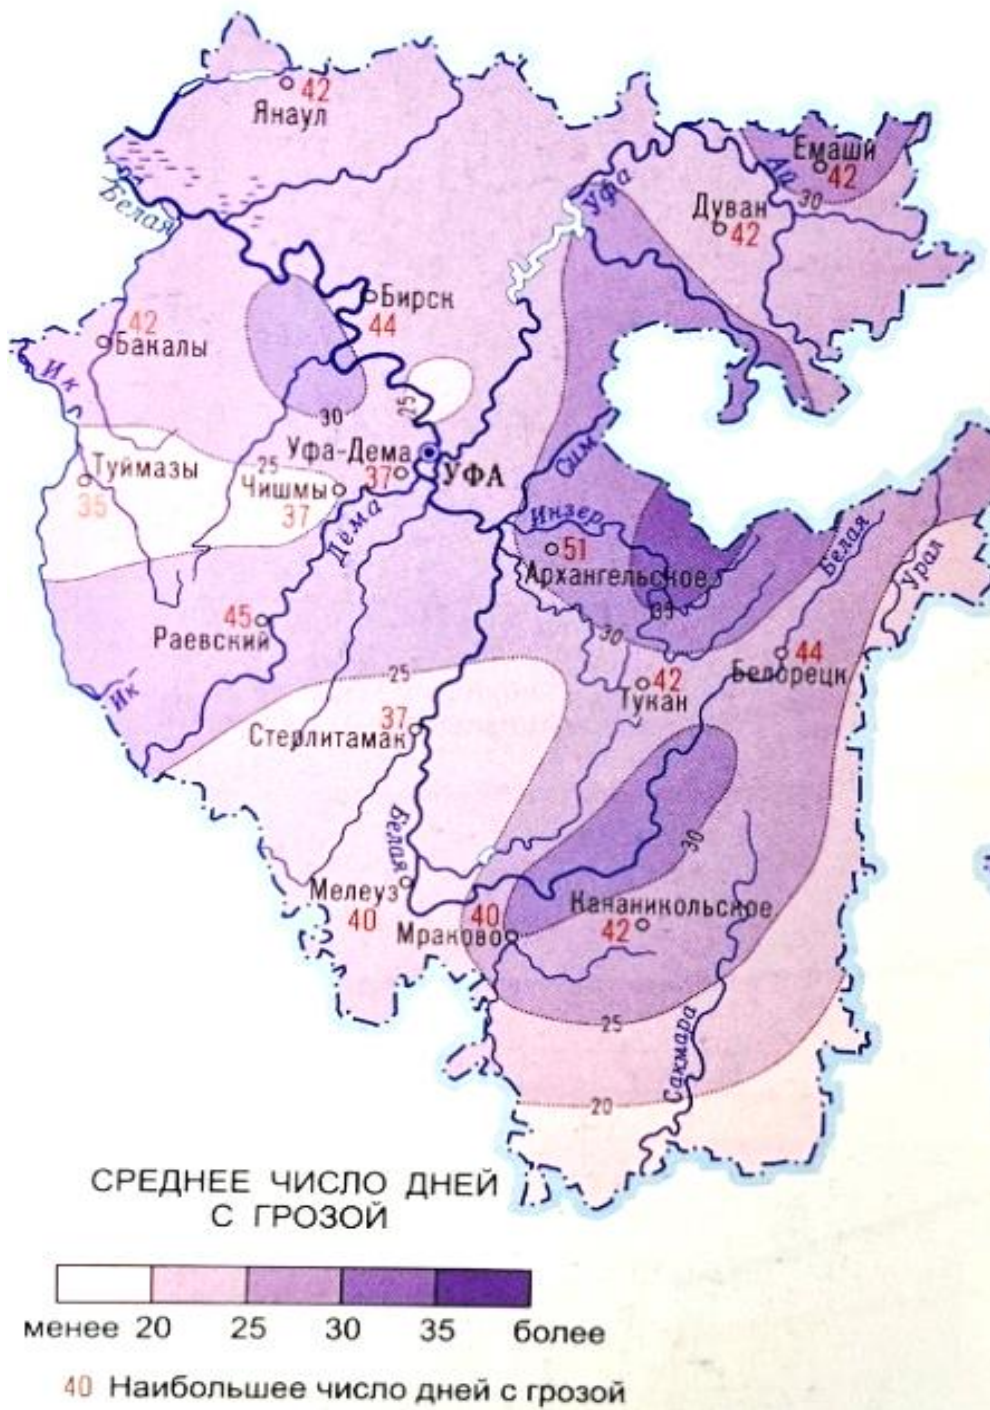 42
Янаул
Емаши
42
Ай
30
Уфа
Дуван
42
Белая
Бирск
44
42
Бакалы
Ик
30
25
Уфа-Дема
37
УФА
Сим
25
Туймазы
35
Чишмы
37
Дёма
Инзер
51
Архангельское
Белая
Урал
35
30
45
Раевский
44
Белорецк
42
Тукан
Ик
25
37
Стерлитамак
Белая
30
Мелеуз
40
40
Мраково
Кананикольское
42
25
Сакмара
20
СРЕДНЕЕ ЧИСЛО ДНЕЙ
С ГРОЗОЙ
менее 20 25 30 35 более
40 Наибольшее число дней с грозой